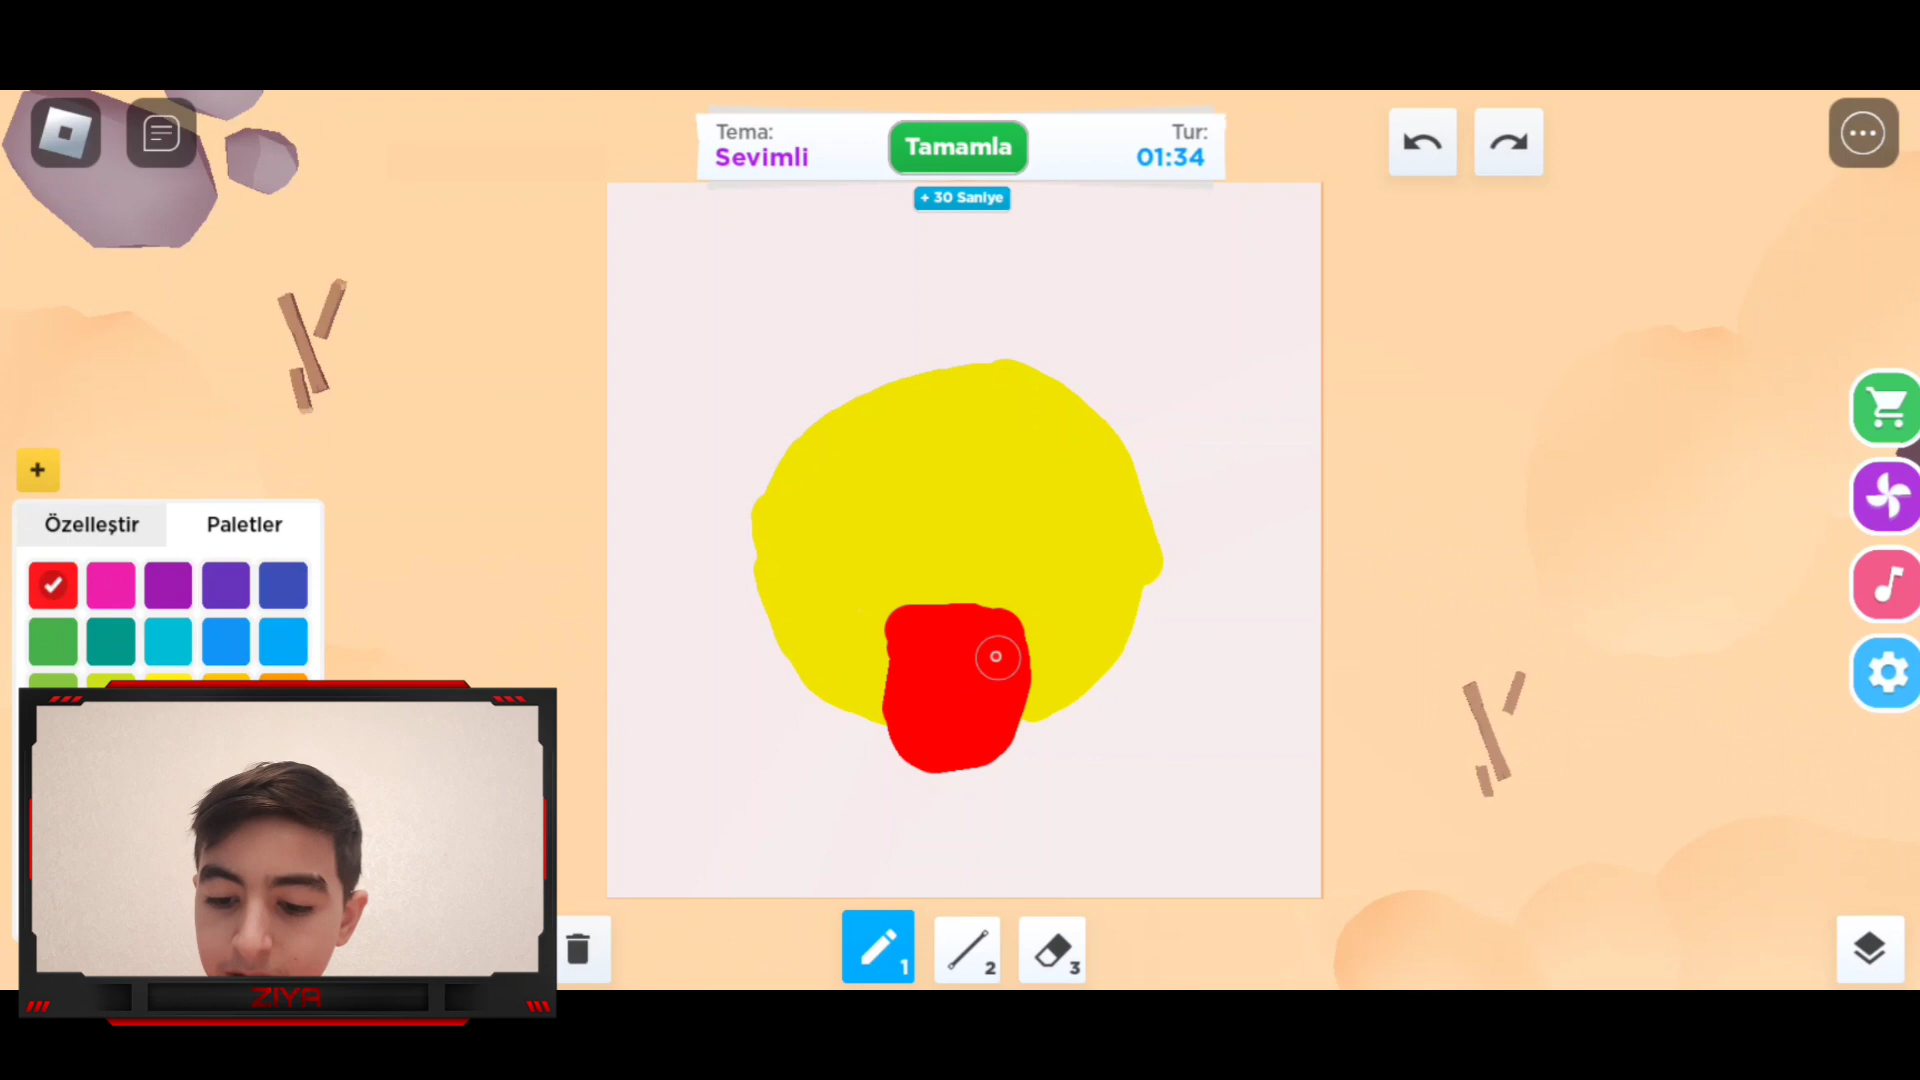 Tema:
Sevimli
Tamamla
Tur:
01:34
+ 30 Saniye
+
Özelleştir
Paletler
1
2
3
ZIYA